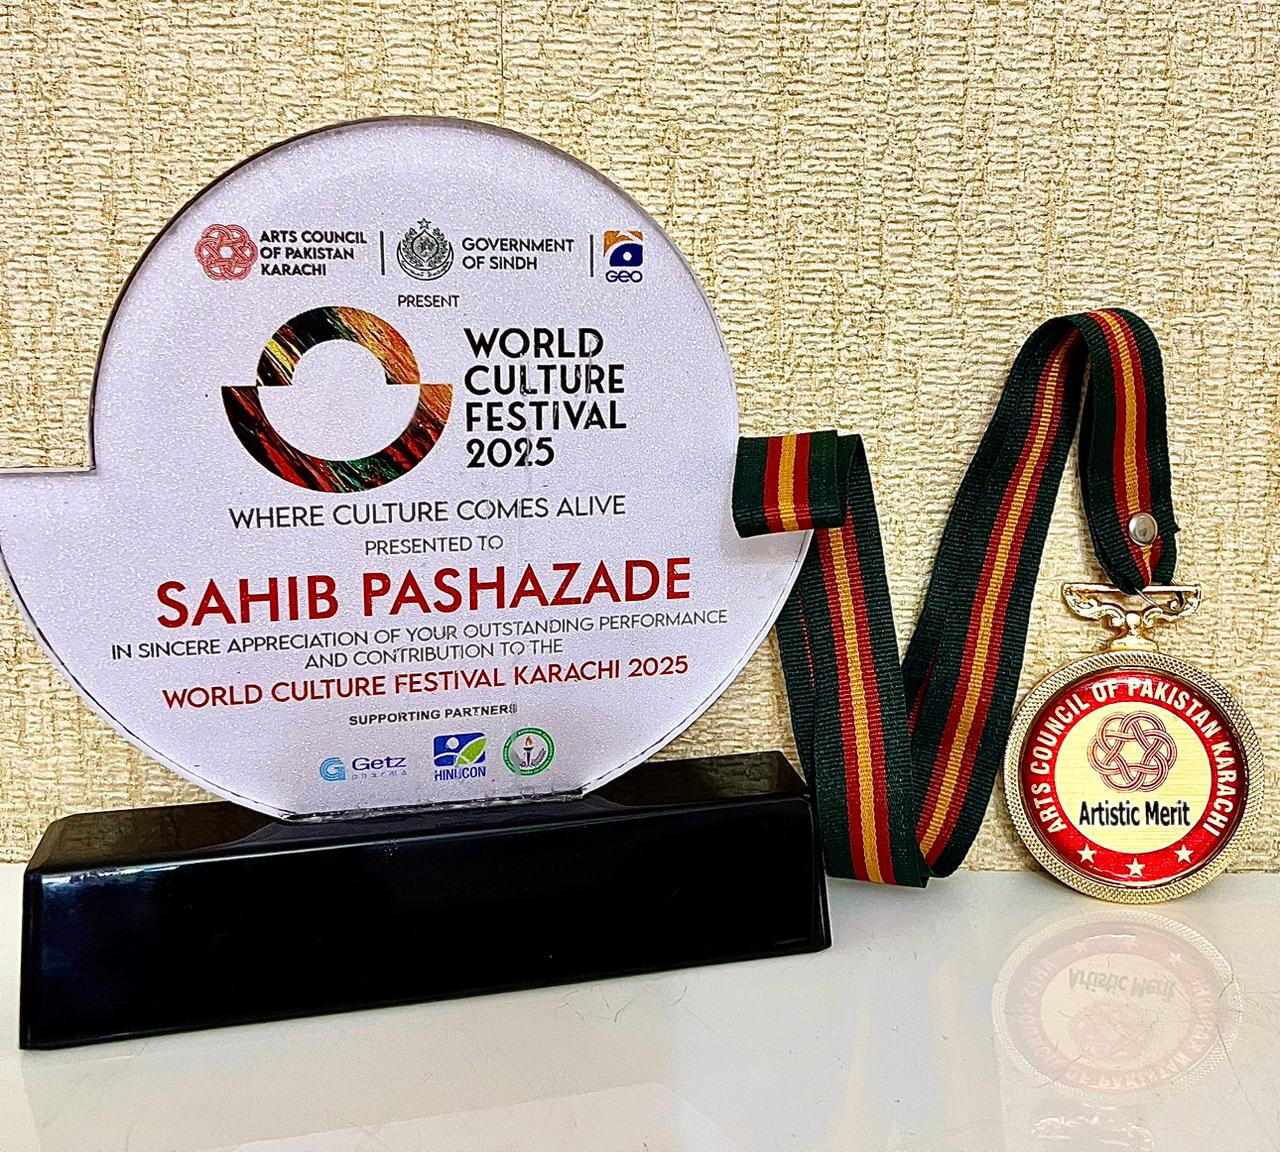 ARTS COUNCIL
OF PAKISTAN
KARACHI
GOVERNMENT
OF SINDH
GEO
PRESENT
WORLD
CULTURE
FESTIVAL
2025
WHERE CULTURE COMES ALIVE
PRESENTED TO
SAHIB PASHAZADE
IN SINCERE APPRECIATION OF YOUR OUTSTANDING PERFORMANCE
AND CONTRIBUTION TO THE
WORLD CULTURE FESTIVAL KARACHI 2025
SUPPORTING PARTNERS
Getz
pharma
HINUCON
ARTS COUNCIL OF PAKISTAN KARACHI
Artistic Merit